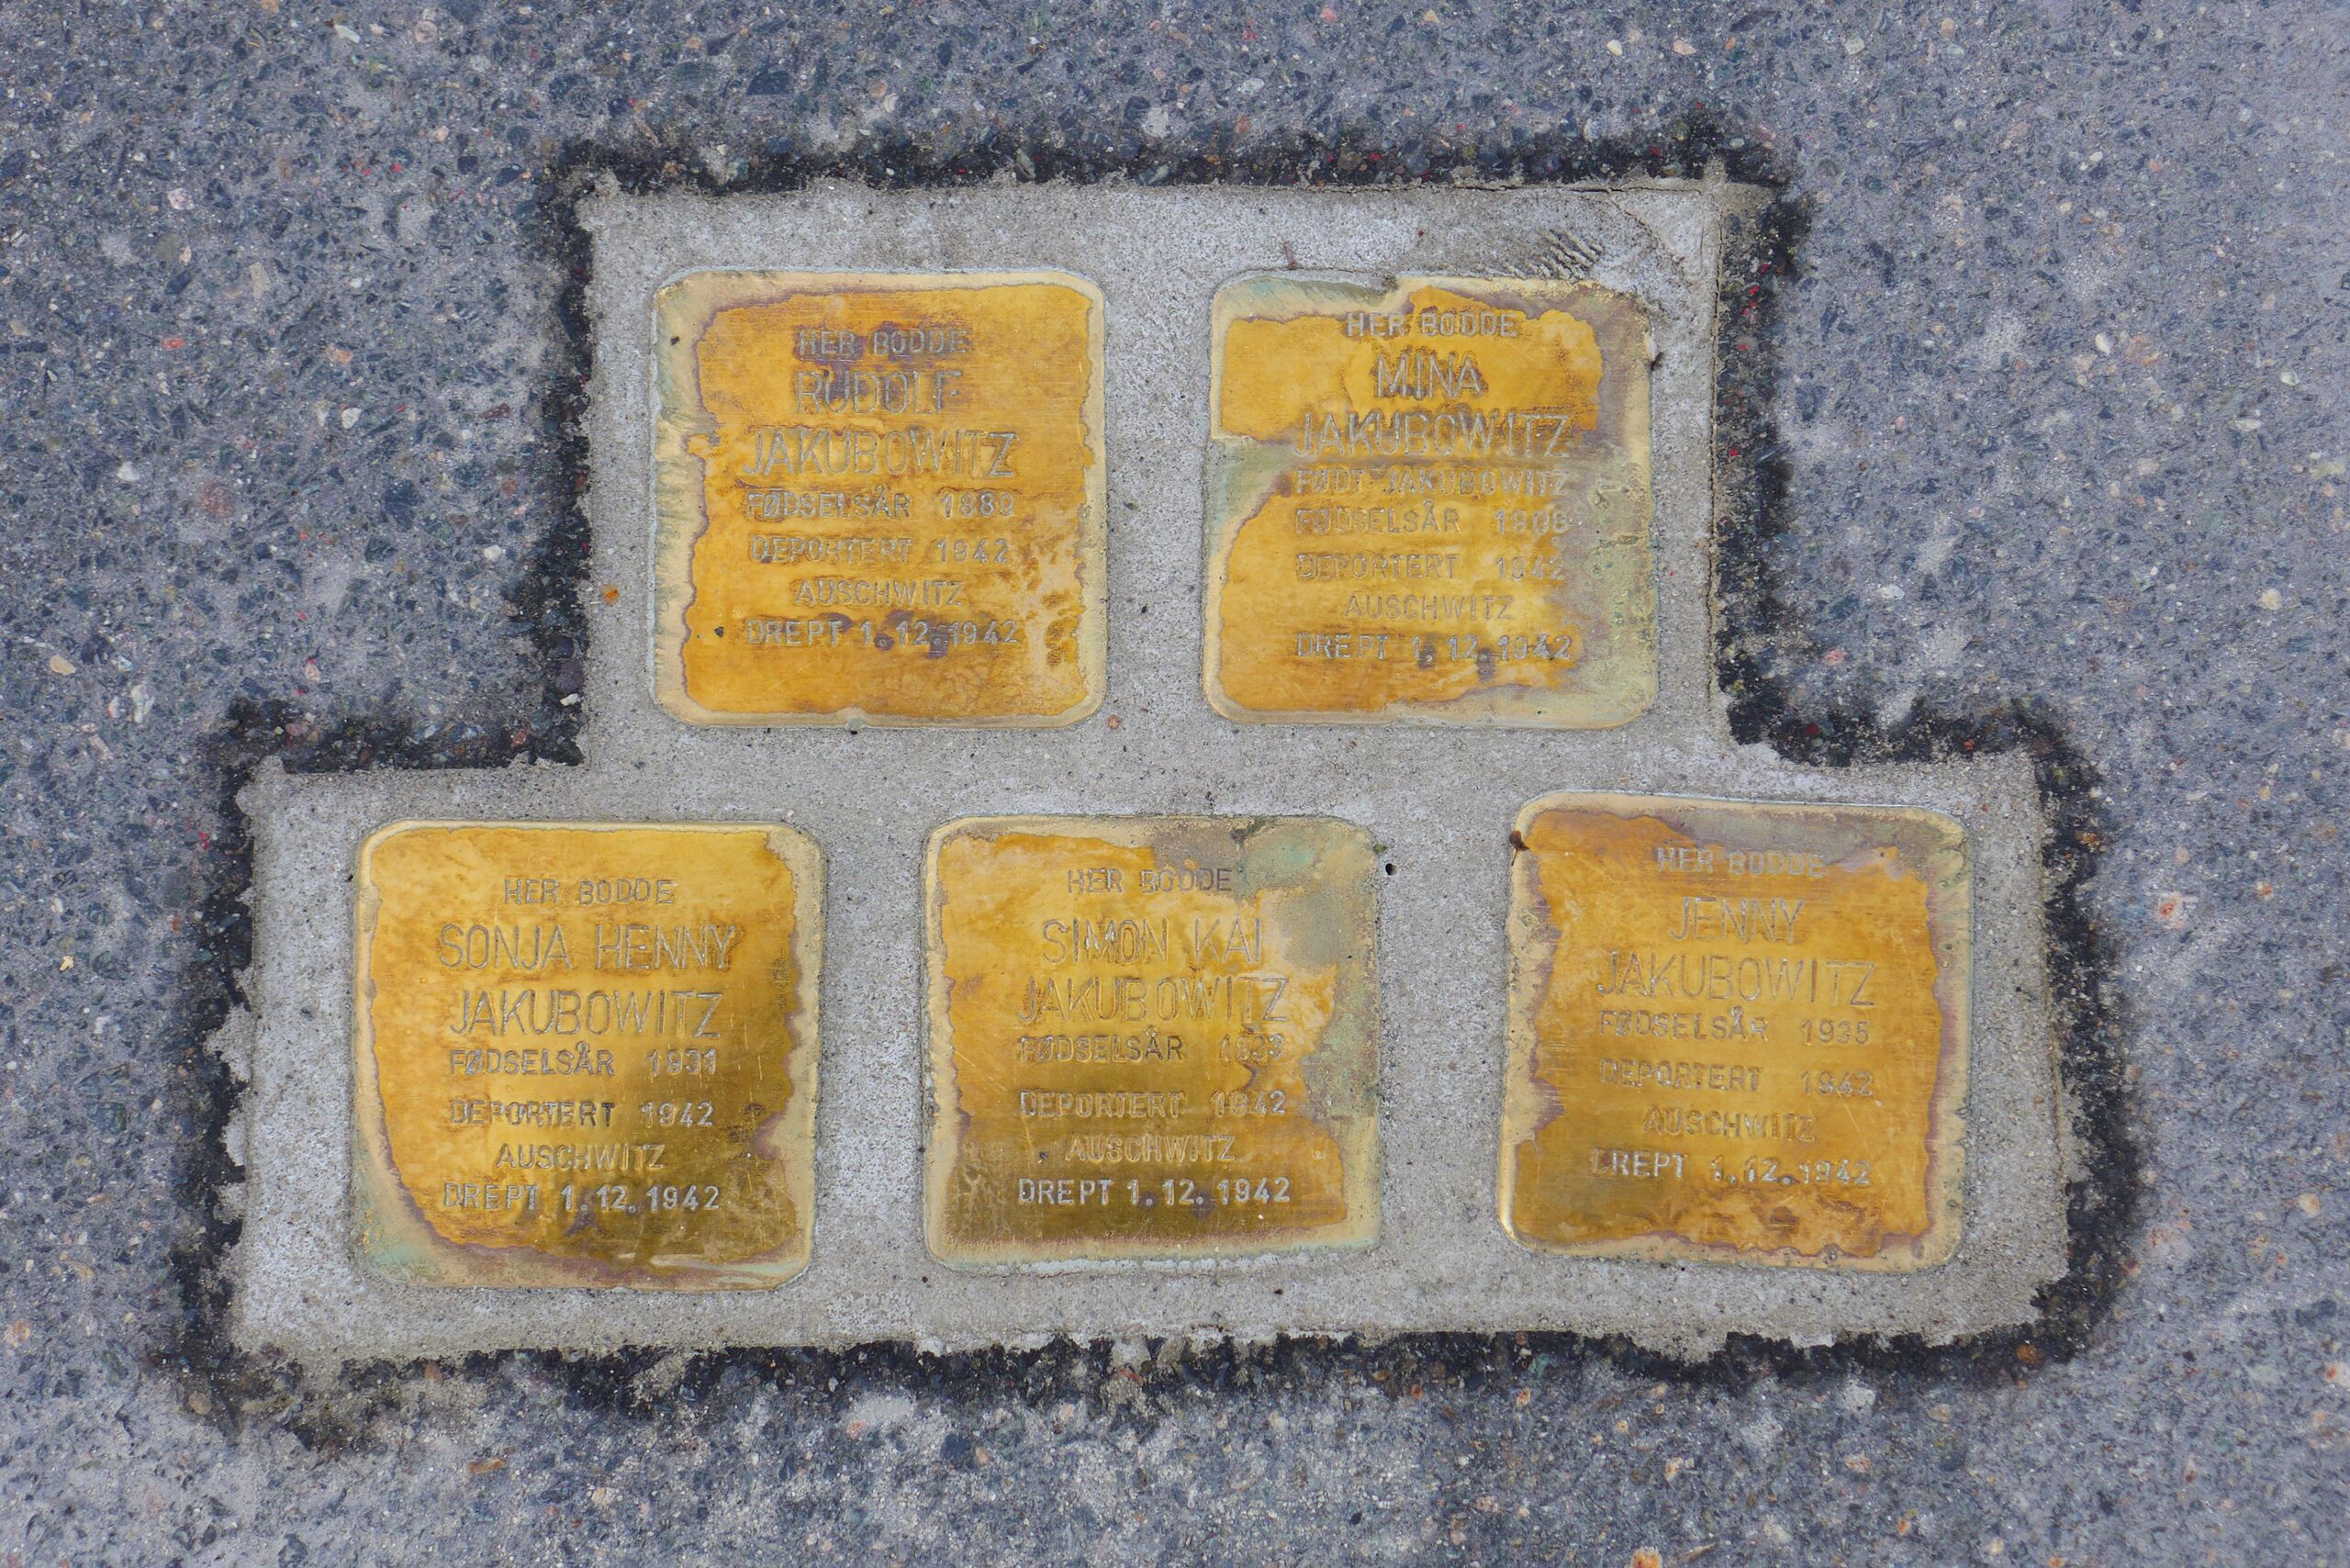 HER BODDE
RUDOLF
JAKUBOWITZ
FØDSELSÅR 1889
DEPORTERT 1942
AUSCHWITZ
DREPT 1.12.1942
HER BODDE
MINA
JAKUBOWITZ
FØDT JAKUBOWITZ
FØDSELSÅR
DEPORTERT 1942
AUSCHWITZ
DREPT 1.12.1942
HER BODDE
SONJA HENNY
JAKUBOWITZ
FØDSELSÅR 1931
DEPORTERT 1942
AUSCHWITZ
DREPT 1.12.1942
HER BODDE
SIMON KAI
JAKUBOWITZ
FØDSELSÅR 1933
DEPORTERT 1942
AUSCHWITZ
DREPT 1.12.1942
HER BODDE
JENNY
JAKUBOWITZ
FØDSELSÅR 1935
DEPORTERT 1942
AUSCHWITZ
DREPT 1.12.1942